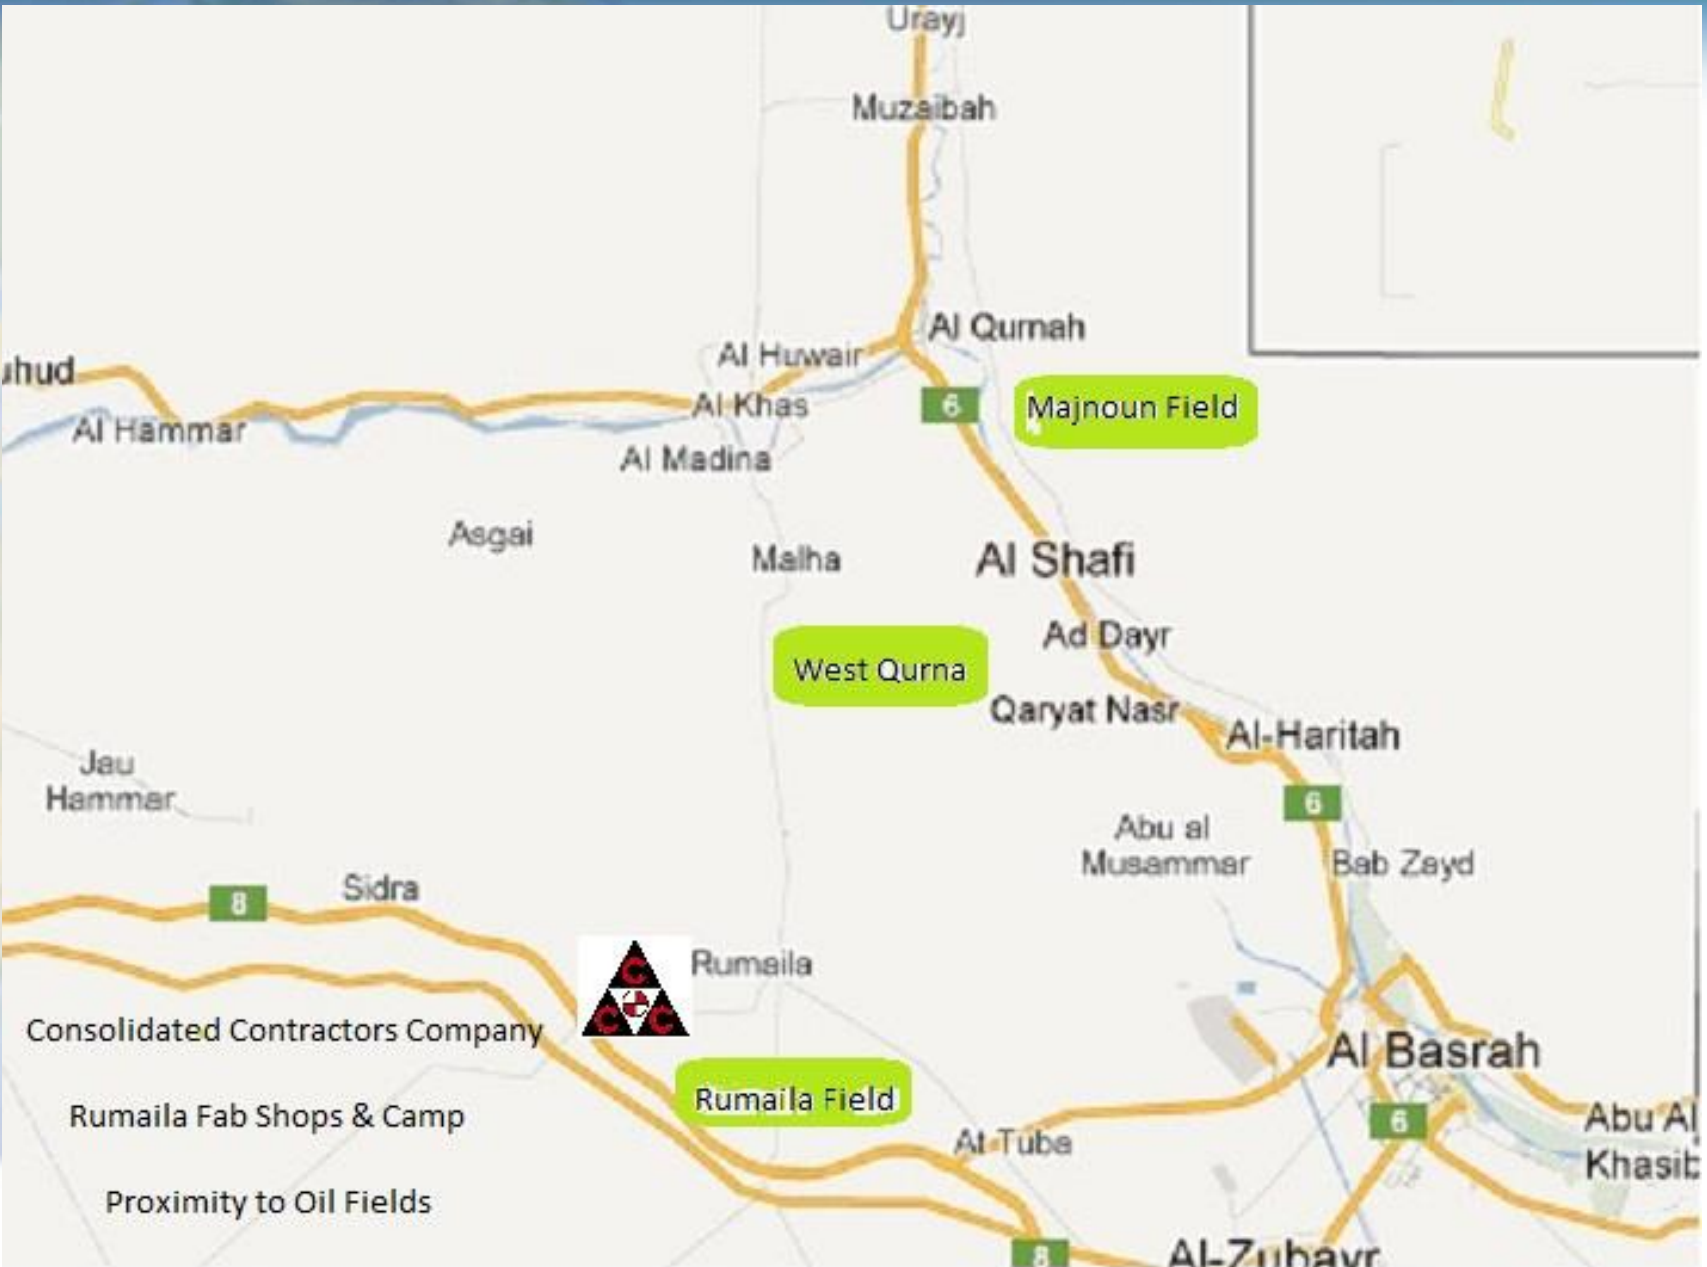 Urayj
Muzaibah
Al Qurnah
Al Huwair
uhud
6
Majnoun Field
Al Khas
Al Hammar
Al Madina
Asgai
Malha
Al Shafi
Ad Dayr
West Qurna
Qaryat Nasr
Al-Haritah
Jau
Hammar
6
Abu al
Musammar
Bab Zayd
Sidra
8
Rumaila
C
C C
Consolidated Contractors Company
Al Basrah
Rumaila Field
Rumaila Fab Shops & Camp
6
Abu Al
Khasib
At Tuba
Proximity to Oil Fields
8
Al-Zubayr